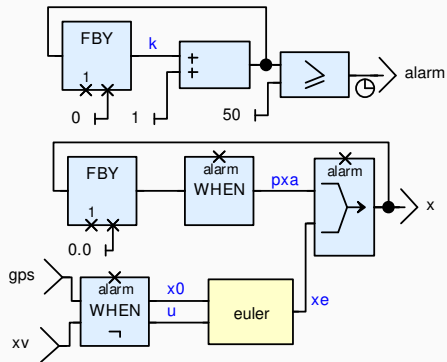 FBY
k
1
0
+
+
1
50
⩾
alarm
FBY
1
0.0
alarm
WHEN
pxa
alarm
x
gps
xv
alarm
WHEN
¬
x0
u
euler
xe